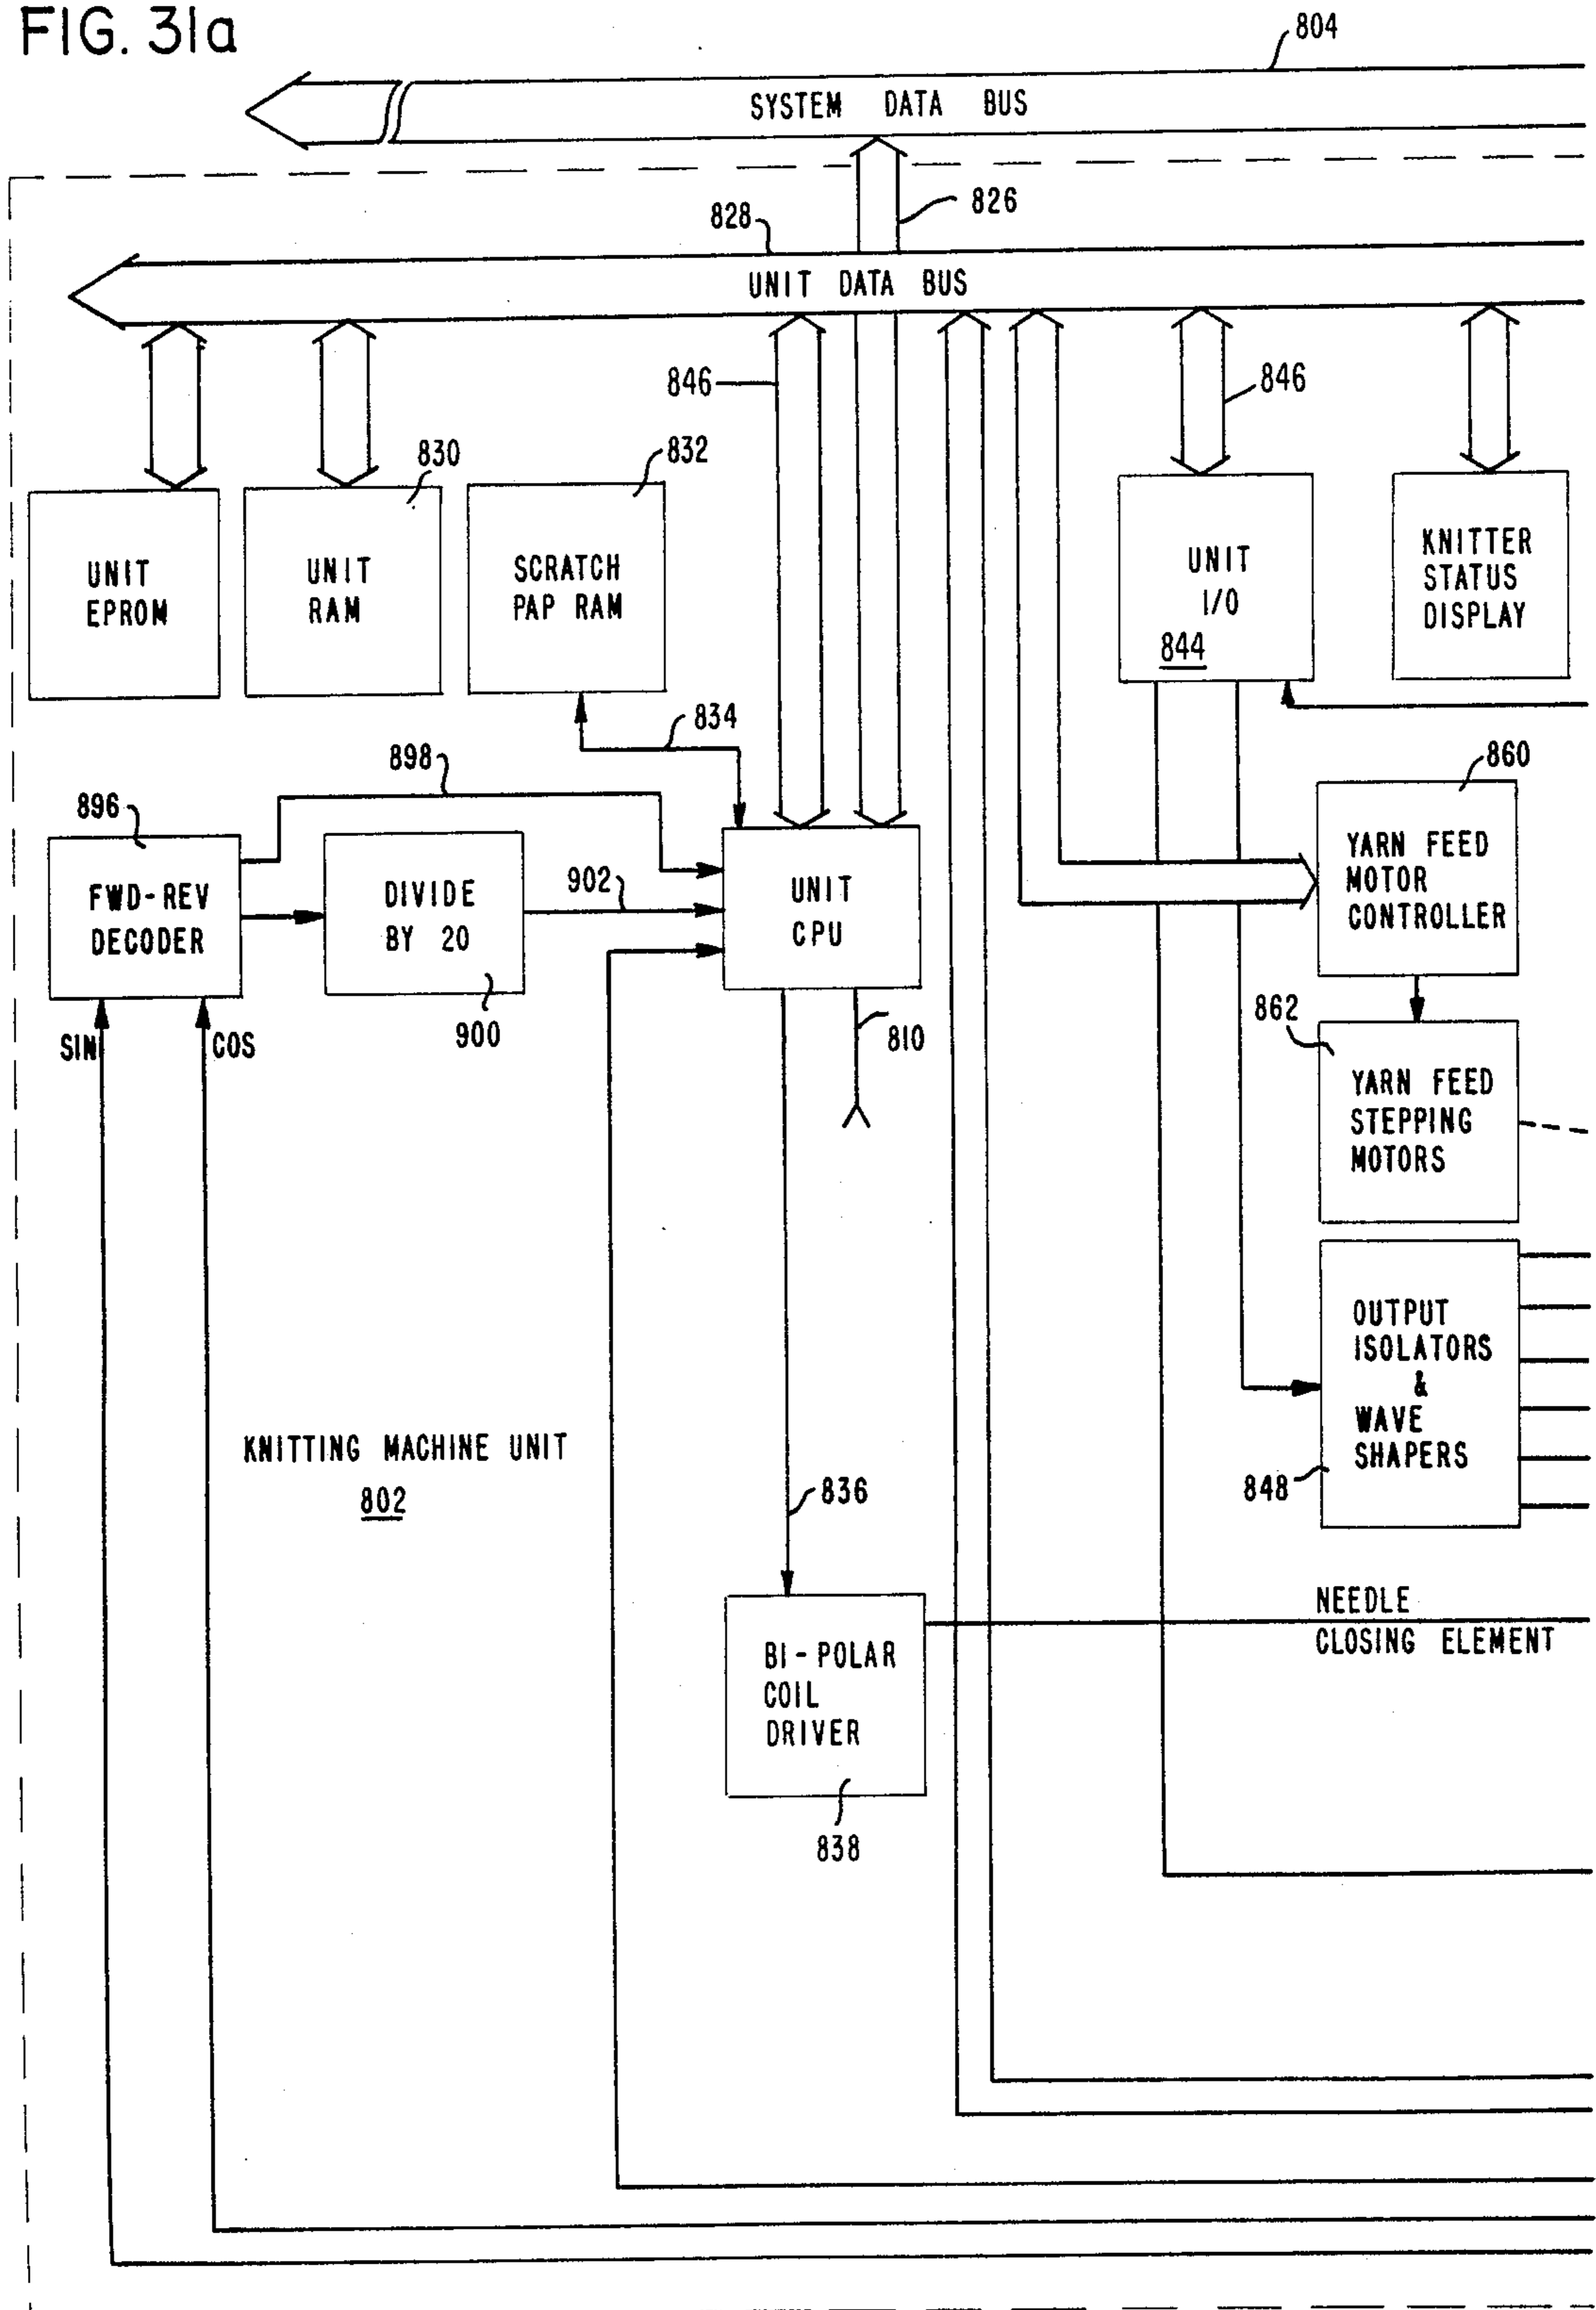 FIG. 31a
804
SYSTEM DATA BUS
826
828
UNIT DATA BUS
846
846
830
832
UNIT
EPROM
UNIT
RAM
SCRATCH
PAP RAM
UNIT
I/O
844
KNITTER
STATUS
DISPLAY
834
898
860
896
FWD-REV
DECODER
DIVIDE
BY 20
902
UNIT
CPU
YARN FEED
MOTOR
CONTROLLER
900
810
862
SIN
COS
YARN FEED
STEPPING
MOTORS
OUTPUT
ISOLATORS
&
WAVE
SHAPERS
848
KNITTING MACHINE UNIT
802
836
NEEDLE
CLOSING ELEMENT
BI-POLAR
COIL
DRIVER
838